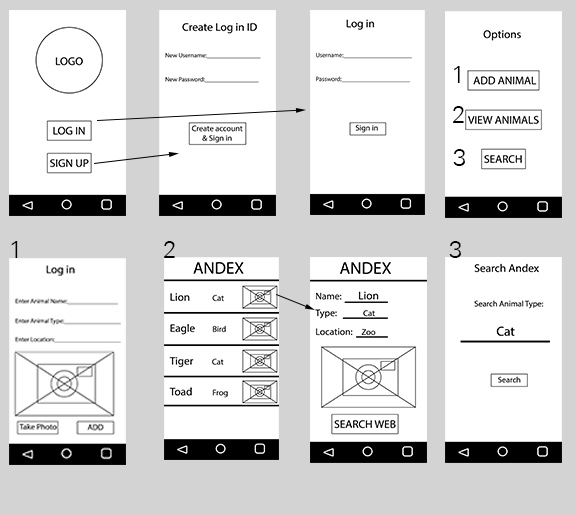 LOGO
LOG IN
SIGN UP
Create Log in ID
New Username:
New Password:
Create account
& Sign in
Log in
Username:
Password:
Sign in
Options
1 ADD ANIMAL
2 VIEW ANIMALS
3 SEARCH
1
Log in
Enter Animal Name:
Enter Animal Type:
Enter Location:
Take Photo ADD
2
ANDEX
Lion Cat
Eagle Bird
Tiger Cat
Toad Frog
ANDEX
Name: Lion
Type: Cat
Location: Zoo
SEARCH WEB
3
Search Andex
Search Animal Type:
Cat
Search